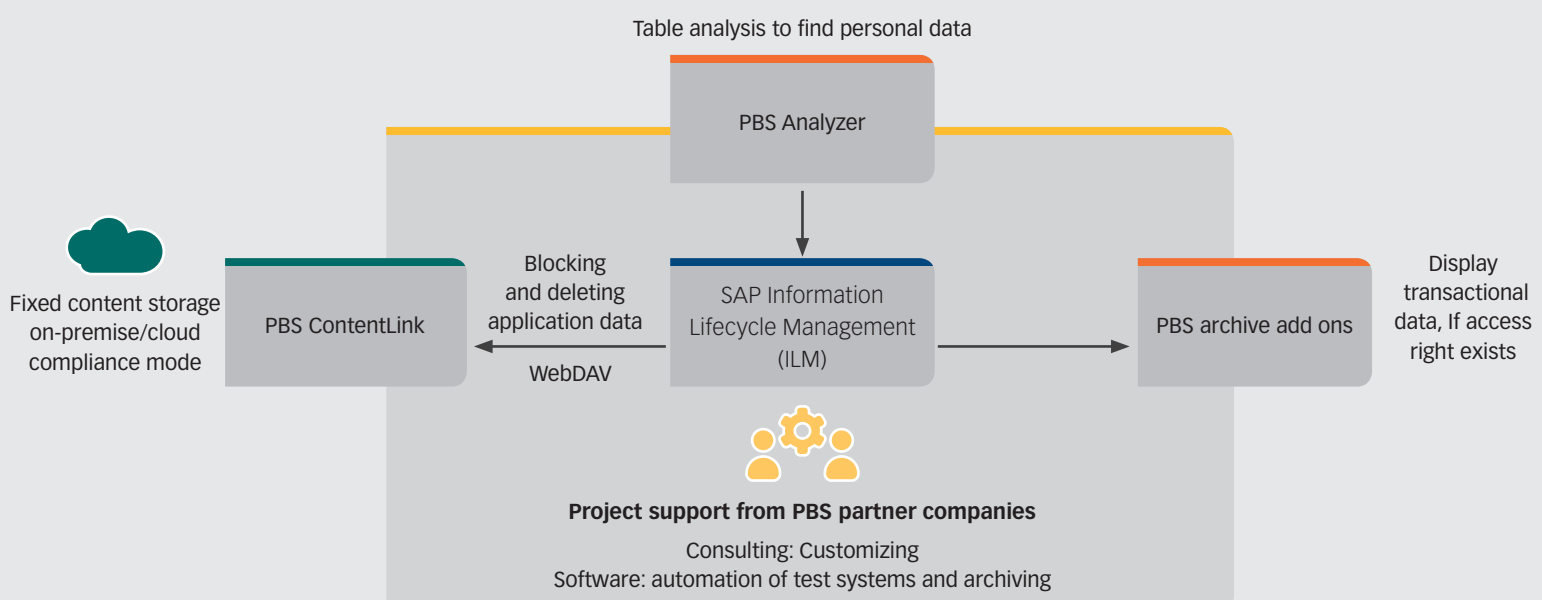 Table analysis to find personal data
PBS Analyzer
Fixed content storage
on-premise/cloud
compliance mode
PBS ContentLink
Blocking
and deleting
application data
WebDAV
SAP Information
Lifecycle Management
(ILM)
PBS archive add ons
Display
transactional
data, If access
right exists
Project support from PBS partner companies
Consulting: Customizing
Software: automation of test systems and archiving